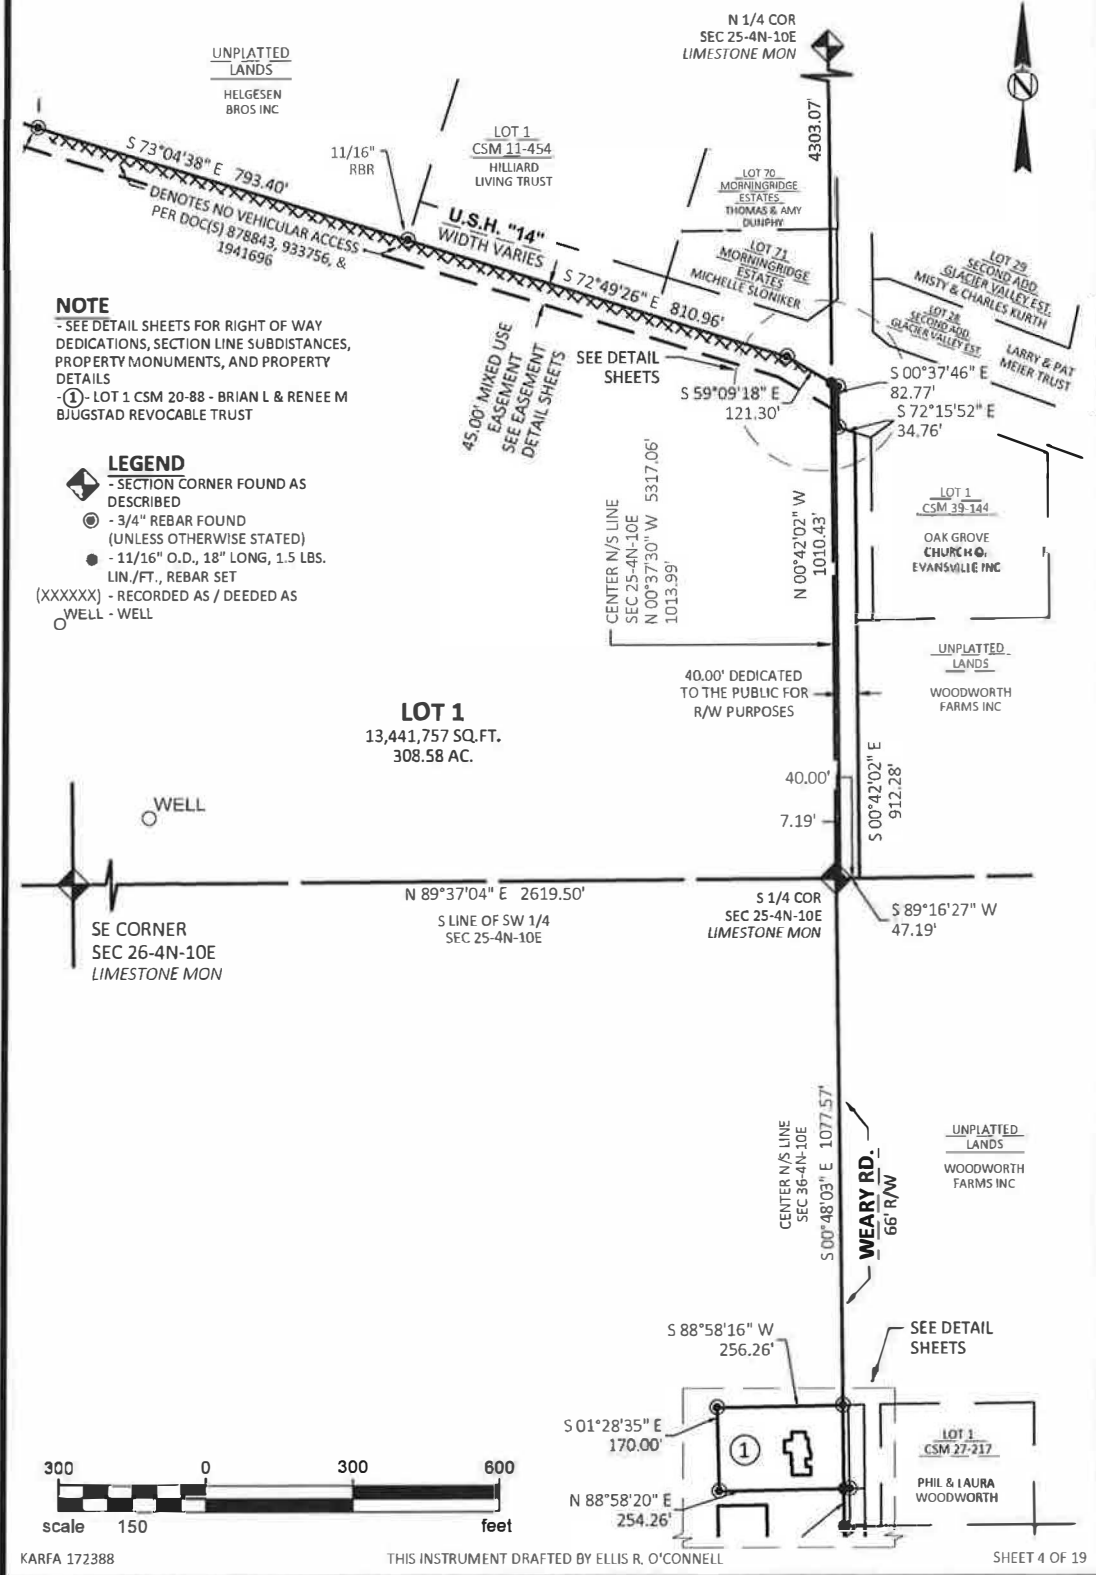 N 1/4 COR
SEC 25-4N-10E
LIMESTONE MON
N
4303.07'
UNPLATTED
LANDS
HELGESEN
BROS INC
S 73°04'38" E 793.40'
DENOTES NO VEHICULAR ACCESS
PER DOC(S) 878843, 933756, &
1941696
11/16"
RBR
LOT 1
CSM 11-454
HILLIARD
LIVING TRUST
U.S.H. "14"
WIDTH VARIES
S 72°49'26" E 810.96'
LOT 70
MORNINGRIDGE
ESTATES
THOMAS & AMY
DUNPHY
LOT 71
MORNINGRIDGE
ESTATES
MICHELLE SLONIKER
LOT 29
SECOND ADD.
GLACIER VALLEY EST.
MISTY & CHARLES KURTH
LOT 28
SECOND ADD
GLACIER VALLEY EST
LARRY & PAT
MEIER TRUST
NOTE
- SEE DETAIL SHEETS FOR RIGHT OF WAY
DEDICATIONS, SECTION LINE SUBDISTANCES,
PROPERTY MONUMENTS, AND PROPERTY
DETAILS
-①- LOT 1 CSM 20-88 - BRIAN L & RENEE M
BJUGSTAD REVOCABLE TRUST
45.00' MIXED USE
EASEMENT
SEE EASEMENT
DETAIL SHEETS
SEE DETAIL
SHEETS
S 59°09'18" E
121.30'
S 00°37'46" E
82.77'
S 72°15'52" E
34.76'
LEGEND
- SECTION CORNER FOUND AS
DESCRIBED
- 3/4" REBAR FOUND
(UNLESS OTHERWISE STATED)
- 11/16" O.D., 18" LONG, 1.5 LBS.
LIN./FT., REBAR SET
(XXXXXX) - RECORDED AS / DEEDED AS
WELL - WELL
CENTER N/S LINE
SEC 25-4N-10E
N 00°37'30" W 5317.06'
1013.99'
N 00°42'02" W
1010.43'
LOT 1
CSM 39-144
OAK GROVE
CHURCH O.
EVANSVILLE INC
UNPLATTED
LANDS
WOODWORTH
FARMS INC
40.00' DEDICATED
TO THE PUBLIC FOR
R/W PURPOSES
LOT 1
13,441,757 SQ.FT.
308.58 AC.
40.00'
7.19'
S 00°42'02" E
912.28'
WELL
N 89°37'04" E 2619.50'
S LINE OF SW 1/4
SEC 25-4N-10E
S 1/4 COR
SEC 25-4N-10E
LIMESTONE MON
S 89°16'27" W
47.19'
SE CORNER
SEC 26-4N-10E
LIMESTONE MON
CENTER N/S LINE
SEC 36-4N-10E
S 00°48'03" E 1077.57'
WEARY RD.
66' R/W
UNPLATTED
LANDS
WOODWORTH
FARMS INC
S 88°58'16" W
256.26'
SEE DETAIL
SHEETS
S 01°28'35" E
170.00'
1
N 88°58'20" E
254.26'
LOT 1
CSM 27-217
PHIL & LAURA
WOODWORTH
300 0 300 600
scale 150 feet
KARFA 172388
THIS INSTRUMENT DRAFTED BY ELLIS R. O'CONNELL
SHEET 4 OF 19